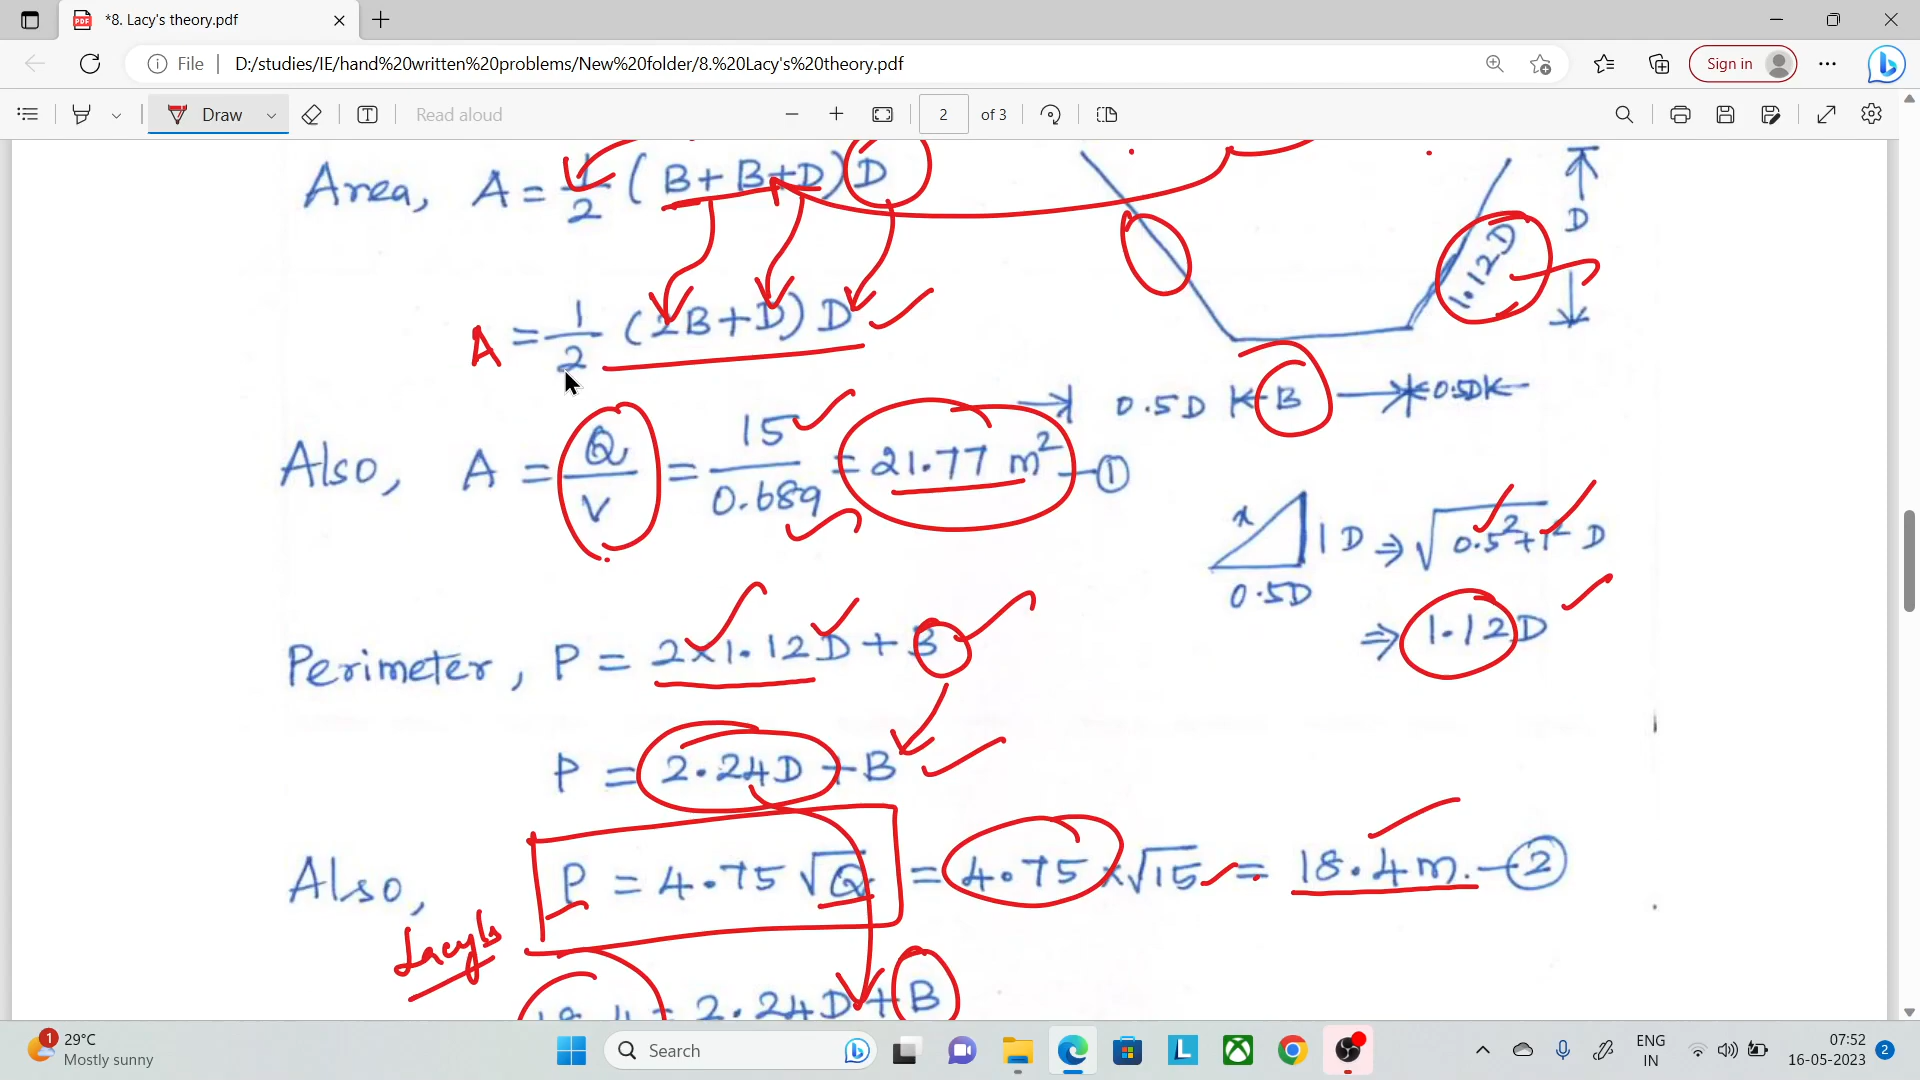 *8. Lacy's theory.pdf
File
D:/studies/IE/hand%20written%20problems/New%20folder/8.%20Lacy's%20theory.pdf
Sign in
Draw
Read aloud
2 of 3
Area, A = 1/2 (B+B+D) D
1.12D
D
A = 1/2 (2B+D) D
0.5D B 0.5D
Also, A = Q/V = 15/0.689 = 21.77 m² - ①
x 1D ⇒ √0.5²+1² D
0.5D
⇒ 1.12D
Perimeter, P = 2×1.12D + B
P = 2.24D + B
Also, P = 4.75 √Q = 4.75 × √15 = 18.4 m. - ②
Lacy's
18.4 = 2.24D + B
1
29°C
Mostly sunny
Search
ENG
IN
07:52
16-05-2023
2